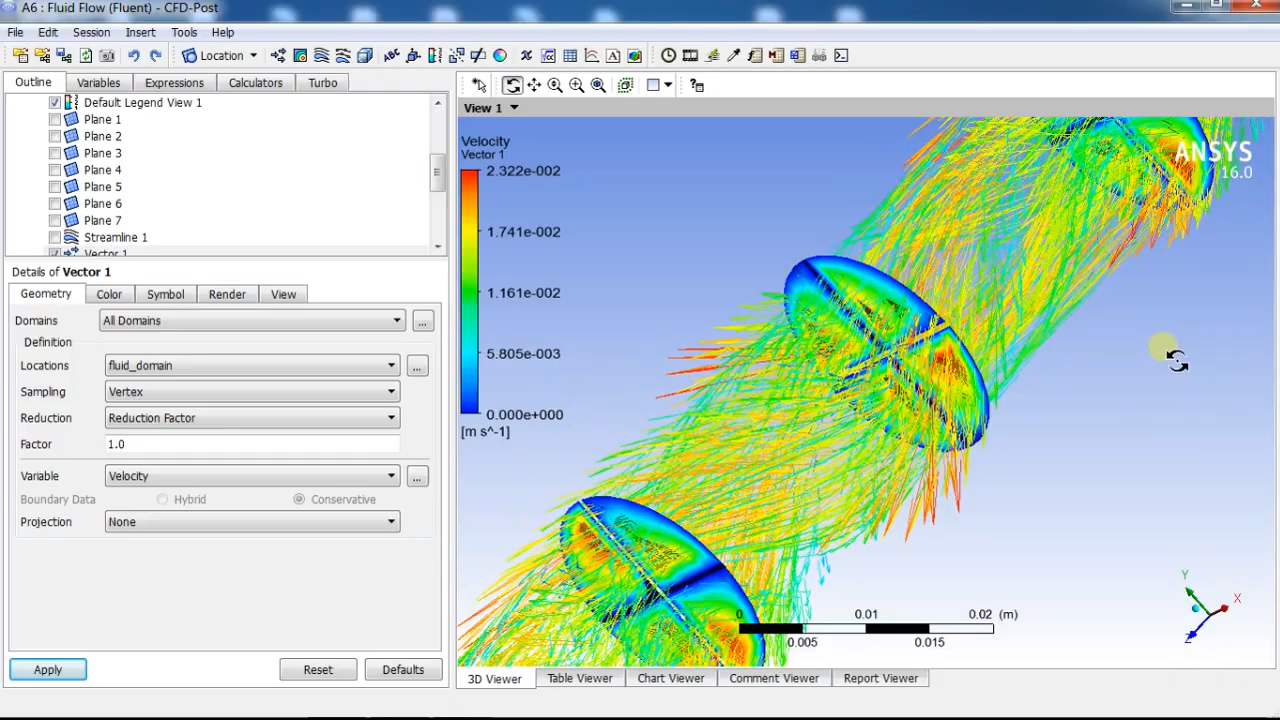 A6 : Fluid Flow (Fluent) - CFD-Post
File Edit Session Insert Tools Help
Location
Outline Variables Expressions Calculators Turbo
Default Legend View 1
Plane 1
Plane 2
Plane 3
Plane 4
Plane 5
Plane 6
Plane 7
Streamline 1
Vector 1
Details of Vector 1
Geometry Color Symbol Render View
Domains All Domains ...
Definition
Locations fluid_domain ...
Sampling Vertex
Reduction Reduction Factor
Factor 1.0
Variable Velocity ...
Boundary Data Hybrid Conservative
Projection None
Apply Reset Defaults
View 1
Velocity
Vector 1
2.322e-002
1.741e-002
1.161e-002
5.805e-003
0.000e+000
[m s^-1]
ANSYS
16.0
0 0.01 0.02 (m)
0.005 0.015
Y
X
Z
3D Viewer Table Viewer Chart Viewer Comment Viewer Report Viewer